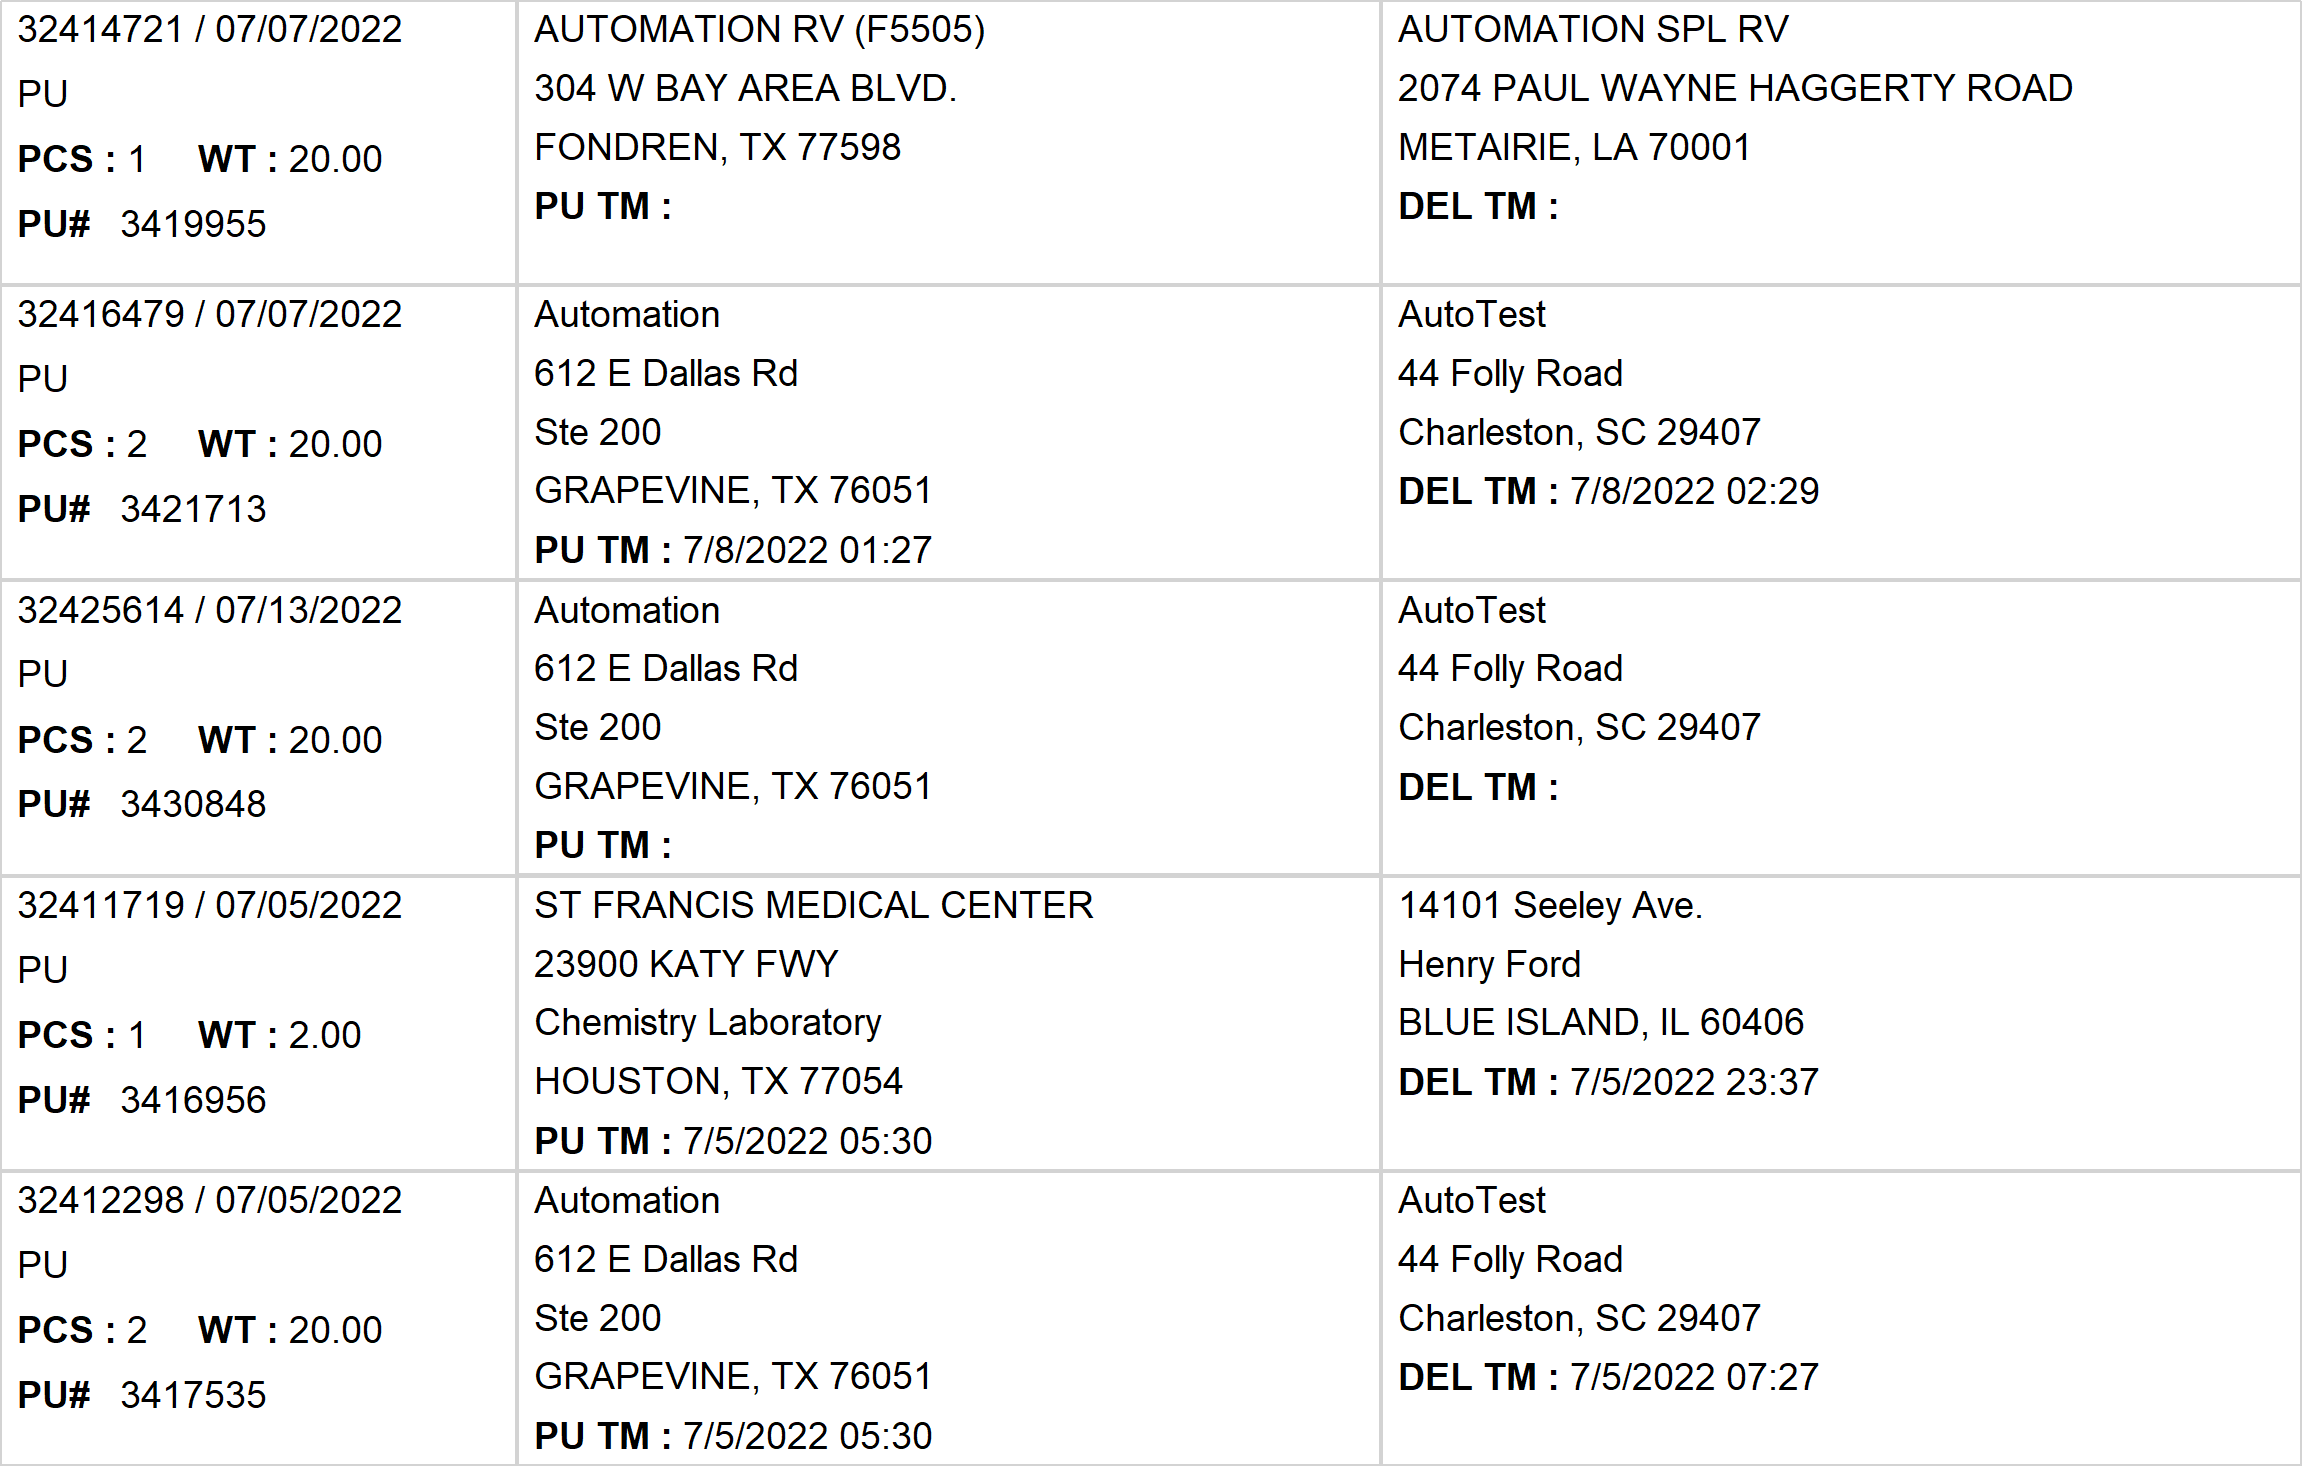 32414721 / 07/07/2022
PU
PCS : 1 WT : 20.00
PU# 3419955
AUTOMATION RV (F5505)
304 W BAY AREA BLVD.
FONDREN, TX 77598
PU TM :
AUTOMATION SPL RV
2074 PAUL WAYNE HAGGERTY ROAD
METAIRIE, LA 70001
DEL TM :
32416479 / 07/07/2022
PU
PCS : 2 WT : 20.00
PU# 3421713
Automation
612 E Dallas Rd
Ste 200
GRAPEVINE, TX 76051
PU TM : 7/8/2022 01:27
AutoTest
44 Folly Road
Charleston, SC 29407
DEL TM : 7/8/2022 02:29
32425614 / 07/13/2022
PU
PCS : 2 WT : 20.00
PU# 3430848
Automation
612 E Dallas Rd
Ste 200
GRAPEVINE, TX 76051
PU TM :
AutoTest
44 Folly Road
Charleston, SC 29407
DEL TM :
32411719 / 07/05/2022
PU
PCS : 1 WT : 2.00
PU# 3416956
ST FRANCIS MEDICAL CENTER
23900 KATY FWY
Chemistry Laboratory
HOUSTON, TX 77054
PU TM : 7/5/2022 05:30
14101 Seeley Ave.
Henry Ford
BLUE ISLAND, IL 60406
DEL TM : 7/5/2022 23:37
32412298 / 07/05/2022
PU
PCS : 2 WT : 20.00
PU# 3417535
Automation
612 E Dallas Rd
Ste 200
GRAPEVINE, TX 76051
PU TM : 7/5/2022 05:30
AutoTest
44 Folly Road
Charleston, SC 29407
DEL TM : 7/5/2022 07:27